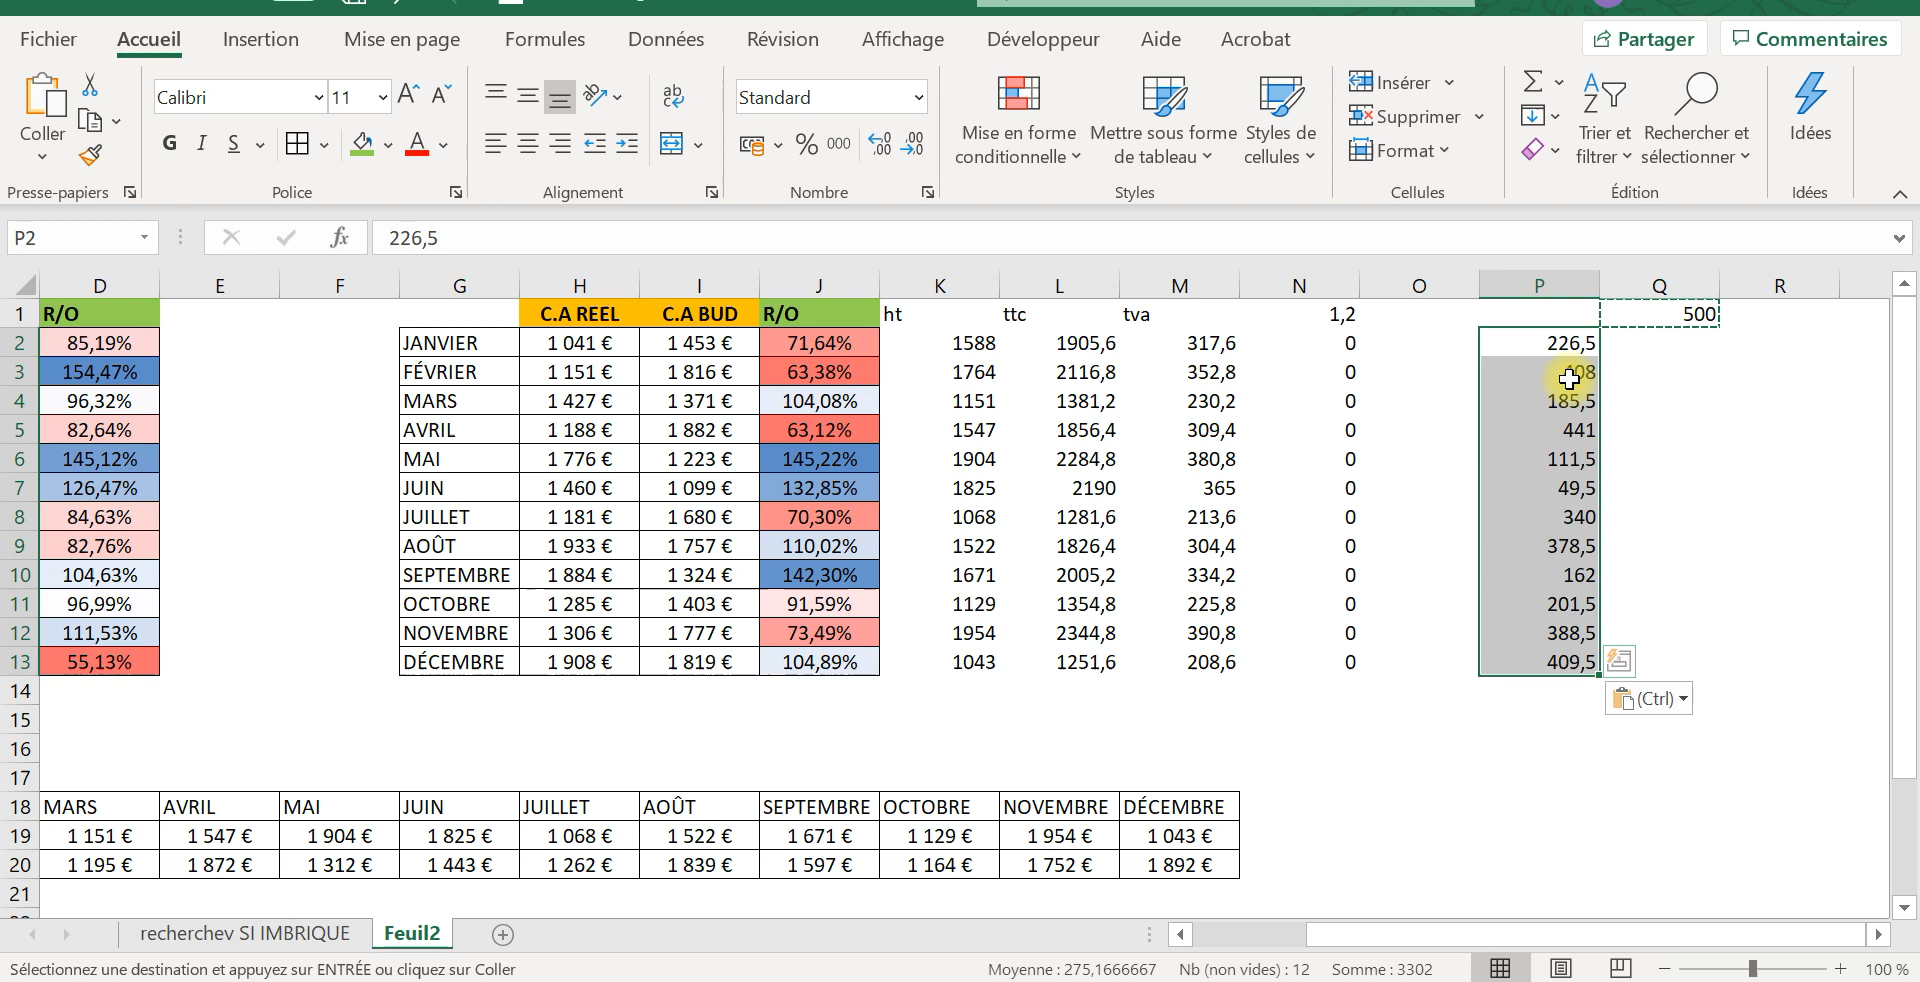 Fichier Accueil Insertion Mise en page Formules Données Révision Affichage Développeur Aide Acrobat Partager Commentaires
Calibri 11 Standard
Insérer
Supprimer
Format
Coller
G I S
% 000
Mise en forme conditionnelle
Mettre sous forme de tableau
Styles de cellules
Trier et filtrer
Rechercher et sélectionner
Idées
Presse-papiers Police Alignement Nombre Styles Cellules Édition Idées
P2 fx 226,5
D E F G H I J K L M N O P Q R
1 R/O C.A REEL C.A BUD R/O ht ttc tva 1,2 500
2 85,19% JANVIER 1 041 € 1 453 € 71,64% 1588 1905,6 317,6 0 226,5
3 154,47% FÉVRIER 1 151 € 1 816 € 63,38% 1764 2116,8 352,8 0
4 96,32% MARS 1 427 € 1 371 € 104,08% 1151 1381,2 230,2 0 185,5
5 82,64% AVRIL 1 188 € 1 882 € 63,12% 1547 1856,4 309,4 0 441
6 145,12% MAI 1 776 € 1 223 € 145,22% 1904 2284,8 380,8 0 111,5
7 126,47% JUIN 1 460 € 1 099 € 132,85% 1825 2190 365 0 49,5
8 84,63% JUILLET 1 181 € 1 680 € 70,30% 1068 1281,6 213,6 0 340
9 82,76% AOÛT 1 933 € 1 757 € 110,02% 1522 1826,4 304,4 0 378,5
10 104,63% SEPTEMBRE 1 884 € 1 324 € 142,30% 1671 2005,2 334,2 0 162
11 96,99% OCTOBRE 1 285 € 1 403 € 91,59% 1129 1354,8 225,8 0 201,5
12 111,53% NOVEMBRE 1 306 € 1 777 € 73,49% 1954 2344,8 390,8 0 388,5
13 55,13% DÉCEMBRE 1 908 € 1 819 € 104,89% 1043 1251,6 208,6 0 409,5
14 (Ctrl)
15
16
17
18 MARS AVRIL MAI JUIN JUILLET AOÛT SEPTEMBRE OCTOBRE NOVEMBRE DÉCEMBRE
19 1 151 € 1 547 € 1 904 € 1 825 € 1 068 € 1 522 € 1 671 € 1 129 € 1 954 € 1 043 €
20 1 195 € 1 872 € 1 312 € 1 443 € 1 262 € 1 839 € 1 597 € 1 164 € 1 752 € 1 892 €
21
recherchev SI IMBRIQUE Feuil2
Sélectionnez une destination et appuyez sur ENTRÉE ou cliquez sur Coller Moyenne : 275,1666667 Nb (non vides) : 12 Somme : 3302 100 %